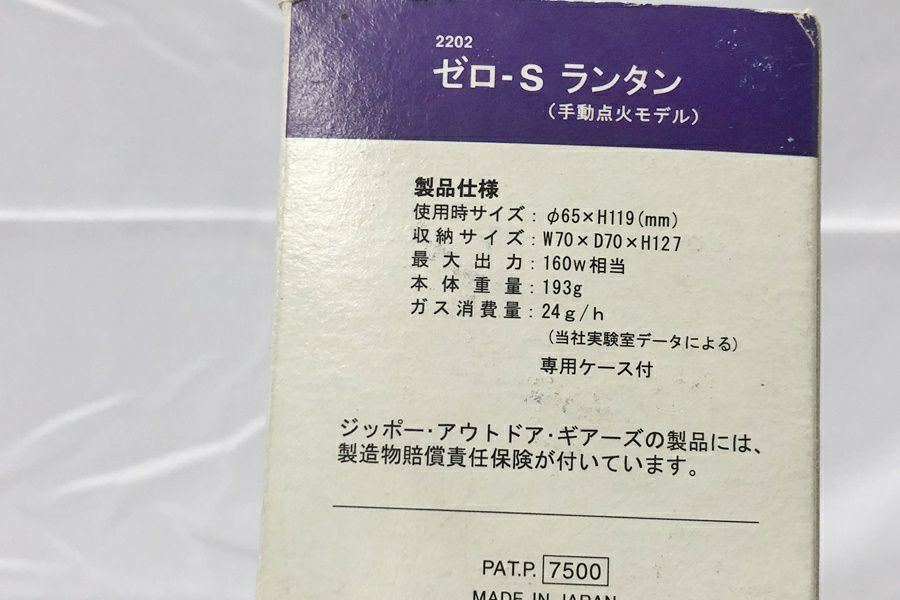 2202
ゼロ-S ランタン
(手動点火モデル)
製品仕様
使用時サイズ: φ65×H119(mm)
収納サイズ: W70×D70×H127
最大出力: 160w相当
本体重量: 193g
ガス消費量: 24g/h
(当社実験室データによる)
専用ケース付
ジッポー・アウトドア・ギアーズの製品には、
製造物賠償責任保険が付いています。
PAT.P. 7500
MADE IN JAPAN